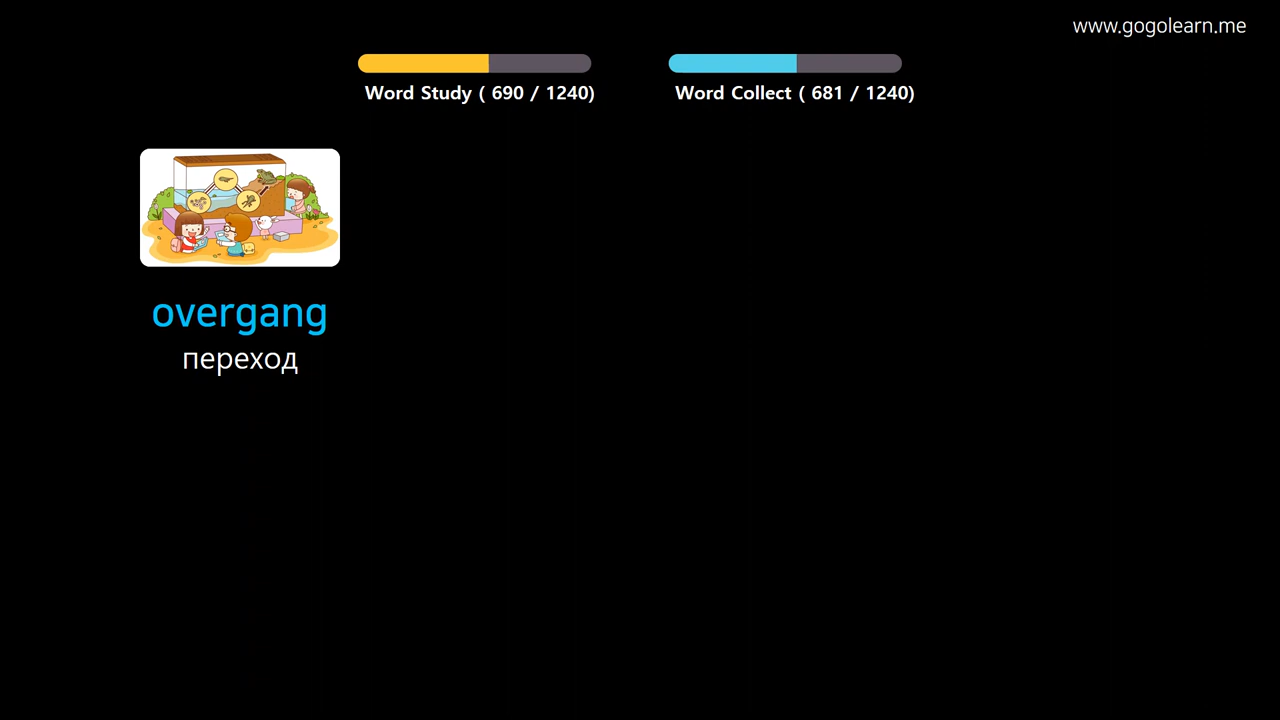 www.gogolearn.me
Word Study ( 690 / 1240)
Word Collect ( 681 / 1240)
overgang
переход